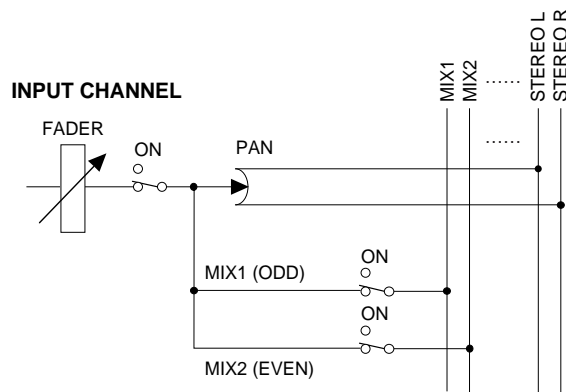 MIX1
MIX2
......
STEREO L
STEREO R
INPUT CHANNEL
FADER
ON
PAN
......
MIX1 (ODD)
ON
MIX2 (EVEN)
ON